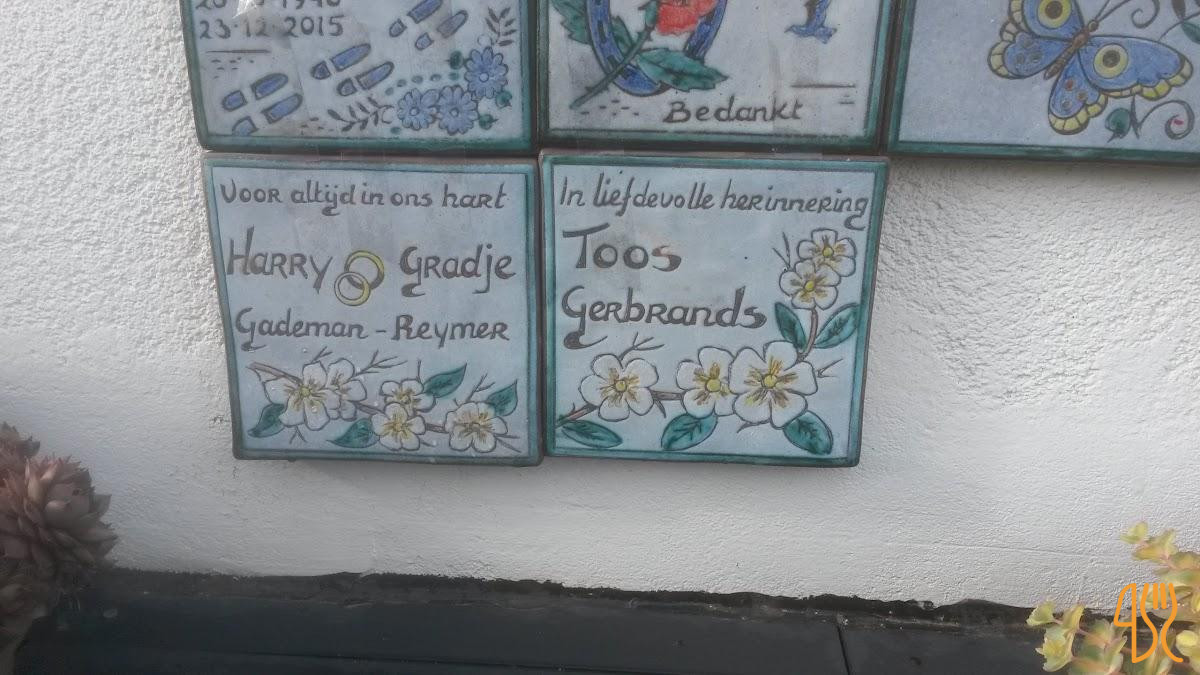 23-12-2015
Bedankt
Voor altijd in ons hart
Harry Gradje
Gademan - Reymer
In liefdevolle herinnering
Toos
Gerbrands